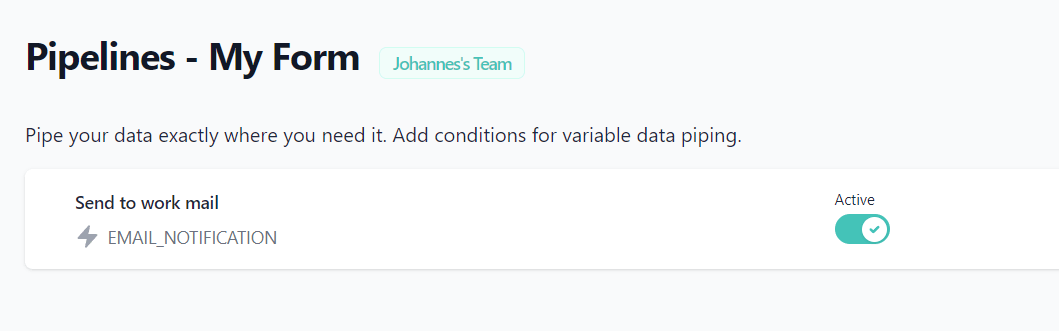 Pipelines - My Form
Johannes's Team
Pipe your data exactly where you need it. Add conditions for variable data piping.
Send to work mail
Active
EMAIL_NOTIFICATION